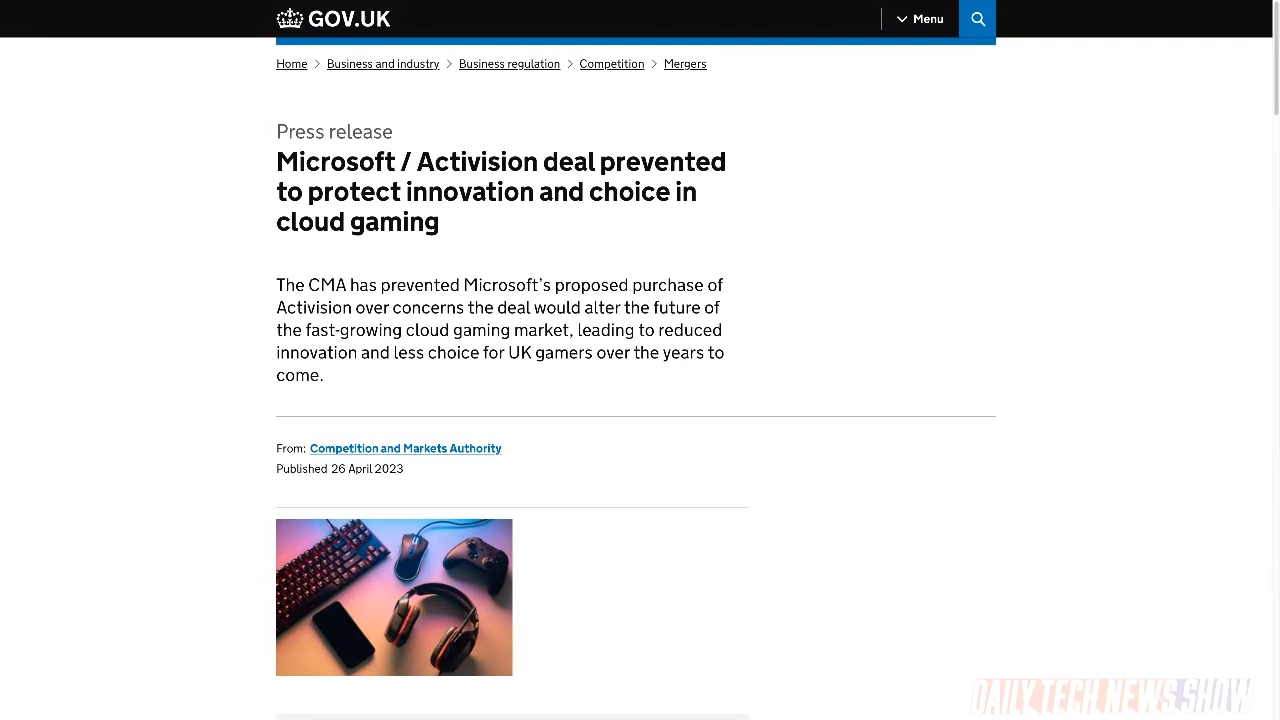 GOV.UK
Menu
Home Business and industry Business regulation Competition Mergers
Press release
Microsoft / Activision deal prevented
to protect innovation and choice in
cloud gaming
The CMA has prevented Microsoft's proposed purchase of
Activision over concerns the deal would alter the future of
the fast-growing cloud gaming market, leading to reduced
innovation and less choice for UK gamers over the years to
come.
From: Competition and Markets Authority
Published 26 April 2023
DAILY TECH NEWS SHOW